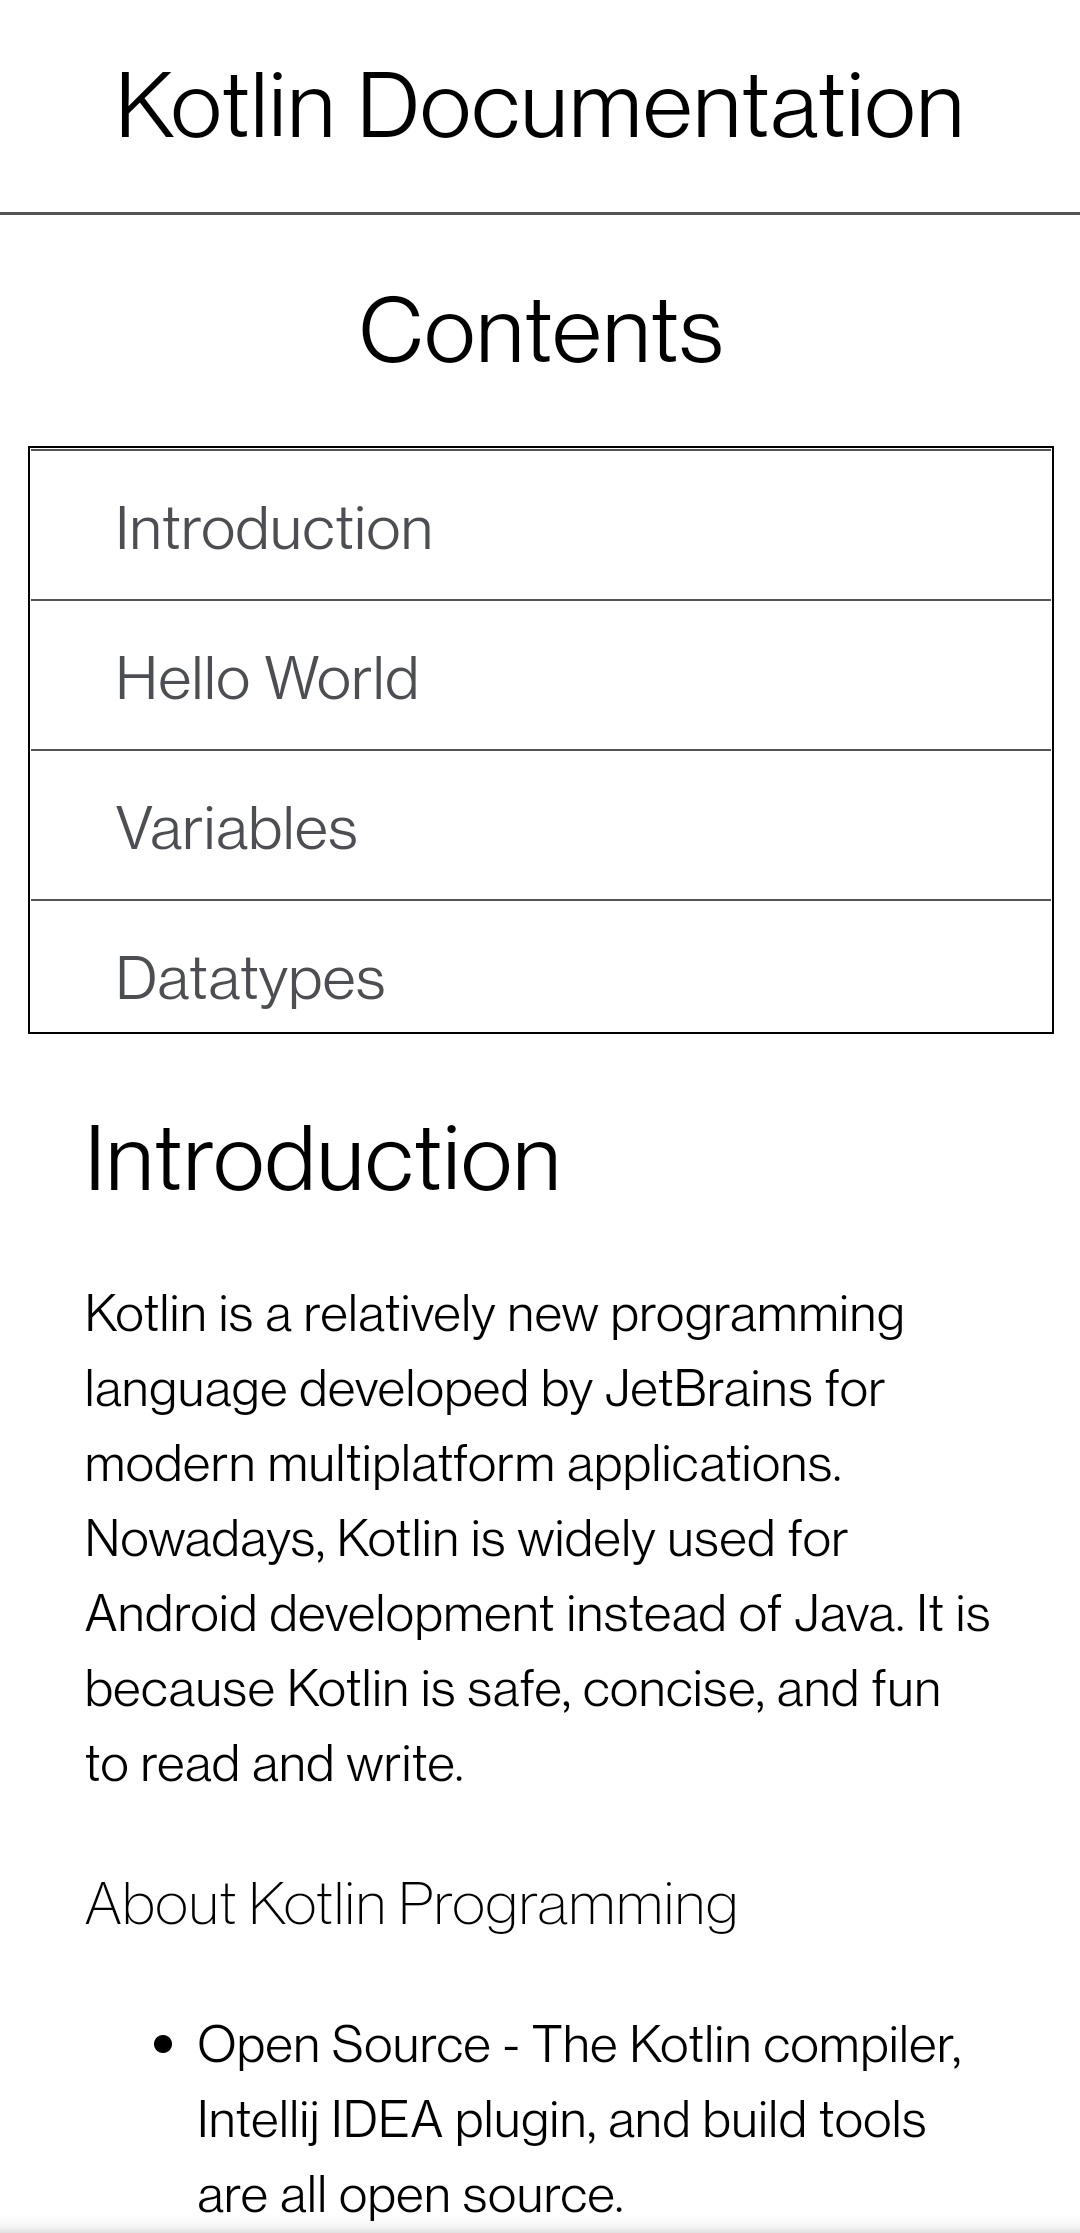 Kotlin Documentation
Contents
Introduction
Hello World
Variables
Datatypes
Introduction
Kotlin is a relatively new programming
language developed by JetBrains for
modern multiplatform applications.
Nowadays, Kotlin is widely used for
Android development instead of Java. It is
because Kotlin is safe, concise, and fun
to read and write.
About Kotlin Programming
• Open Source - The Kotlin compiler,
Intellij IDEA plugin, and build tools
are all open source.